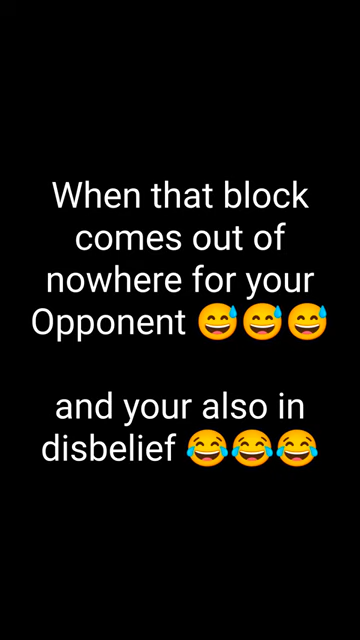 When that block
comes out of
nowhere for your
Opponent 😅😅😅
and your also in
disbelief 😂😂😂